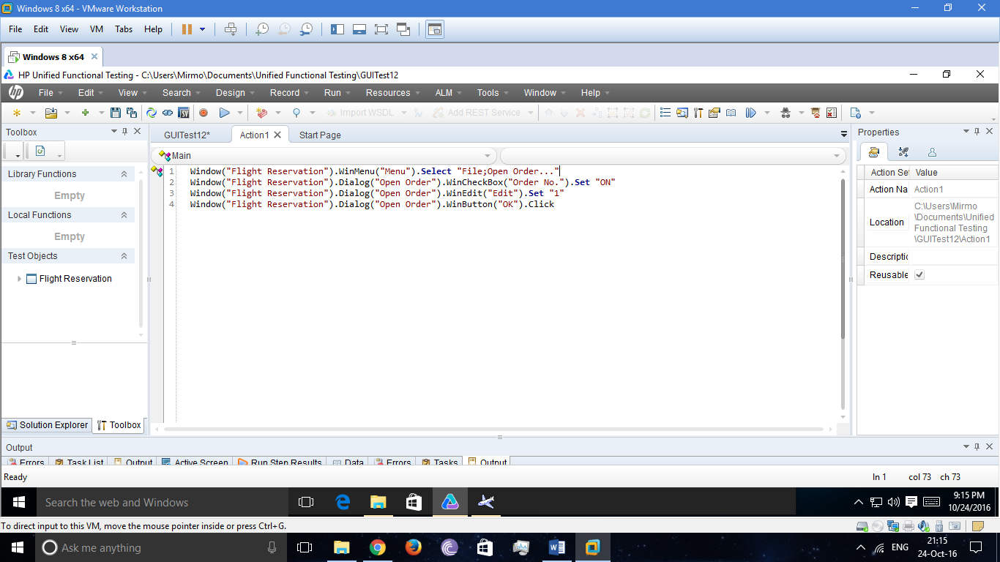 Windows 8 x64 - VMware Workstation
File Edit View VM Tabs Help
Windows 8 x64
HP Unified Functional Testing - C:\Users\Mirmo\Documents\Unified Functional Testing\GUITest12
hp File Edit View Search Design Record Run Resources ALM Tools Window Help
Import WSDL Add REST Service
Toolbox
GUITest12* Action1 Start Page
Properties
Main
Library Functions
Empty
Local Functions
Empty
Test Objects
Flight Reservation
1 Window("Flight Reservation").WinMenu("Menu").Select "File;Open Order..."
2 Window("Flight Reservation").Dialog("Open Order").WinCheckBox("Order No.").Set "ON"
3 Window("Flight Reservation").Dialog("Open Order").WinEdit("Edit").Set "1"
4 Window("Flight Reservation").Dialog("Open Order").WinButton("OK").Click
Action Se Value
Action Na Action1
Location C:\Users\Mirmo
\Documents\Unified
Functional Testing
\GUITest12\Action1
Descriptic
Reusable
Solution Explorer Toolbox
Output
Errors Task List Output Active Screen Run Step Results Data Errors Tasks Output
Ready
ln 1 col 73 ch 73
Search the web and Windows
9:15 PM
10/24/2016
To direct input to this VM, move the mouse pointer inside or press Ctrl+G.
Ask me anything
ENG
21:15
24-Oct-16